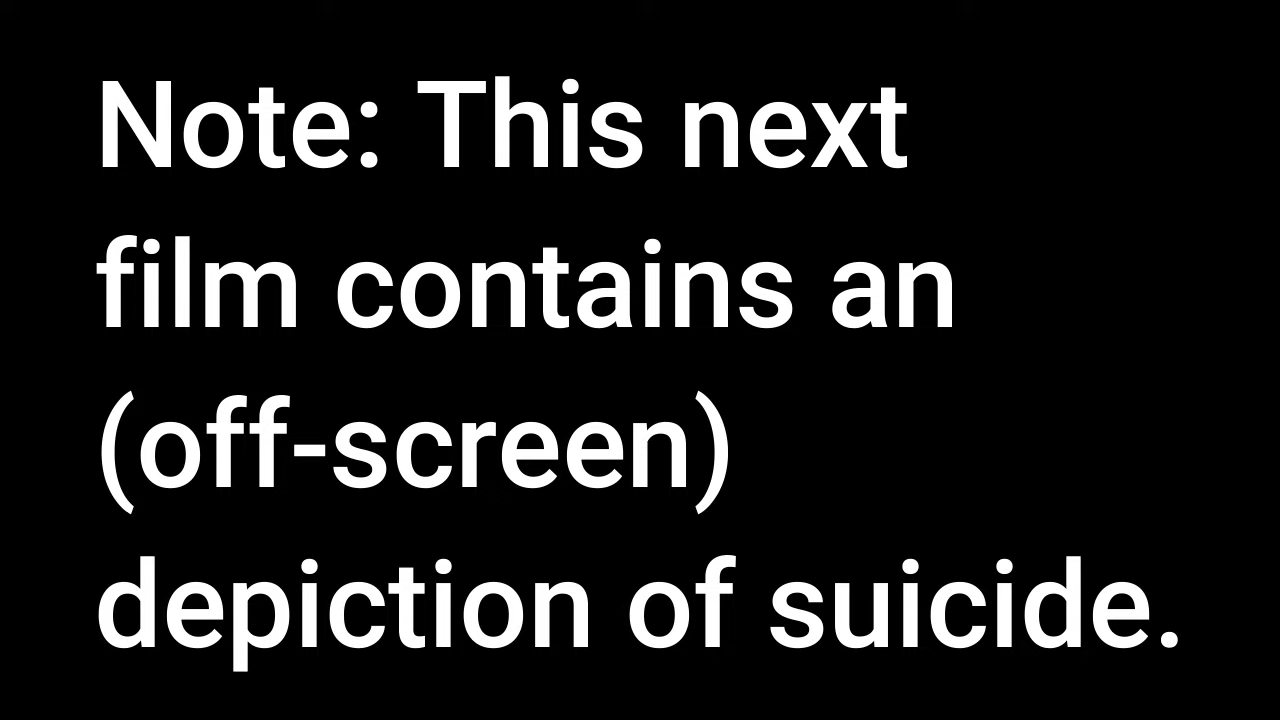 Note: This next
film contains an
(off-screen)
depiction of suicide.